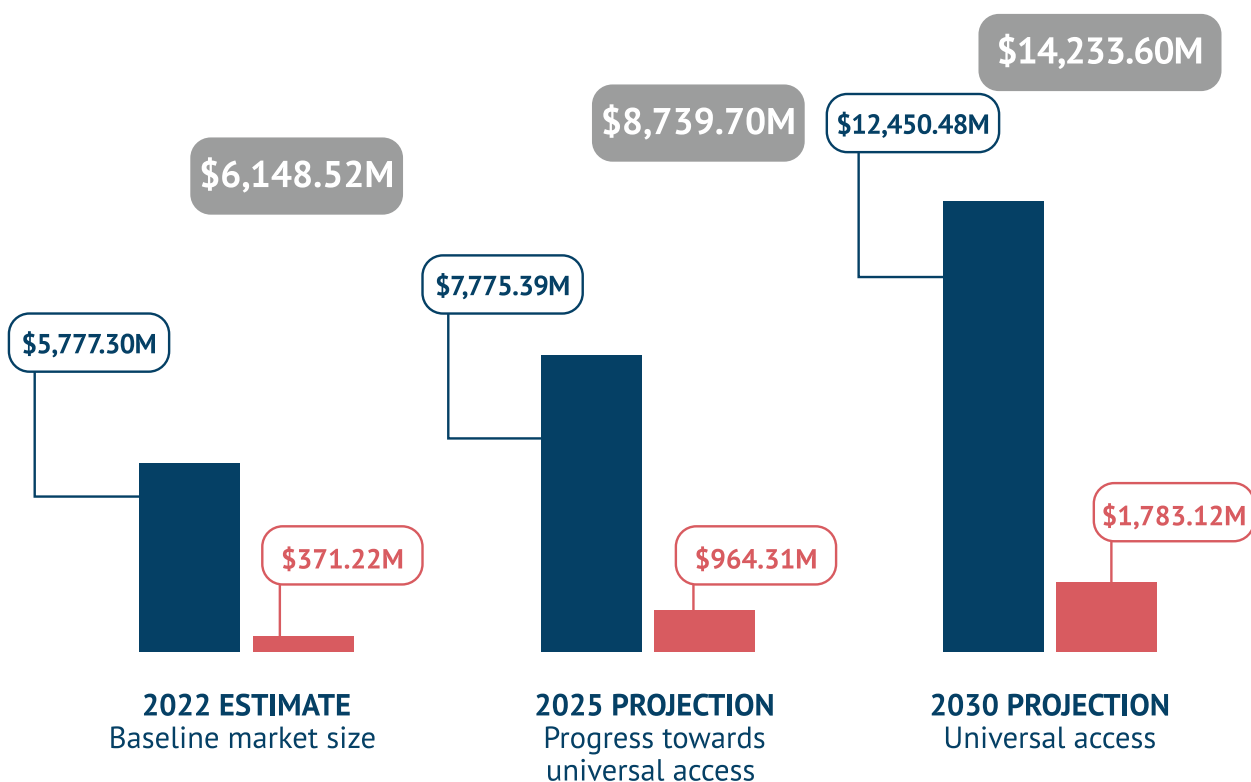 $14,233.60M
$8,739.70M
$12,450.48M
$6,148.52M
$7,775.39M
$5,777.30M
$1,783.12M
$371.22M
$964.31M
2022 ESTIMATE
Baseline market size
2025 PROJECTION
Progress towards
universal access
2030 PROJECTION
Universal access